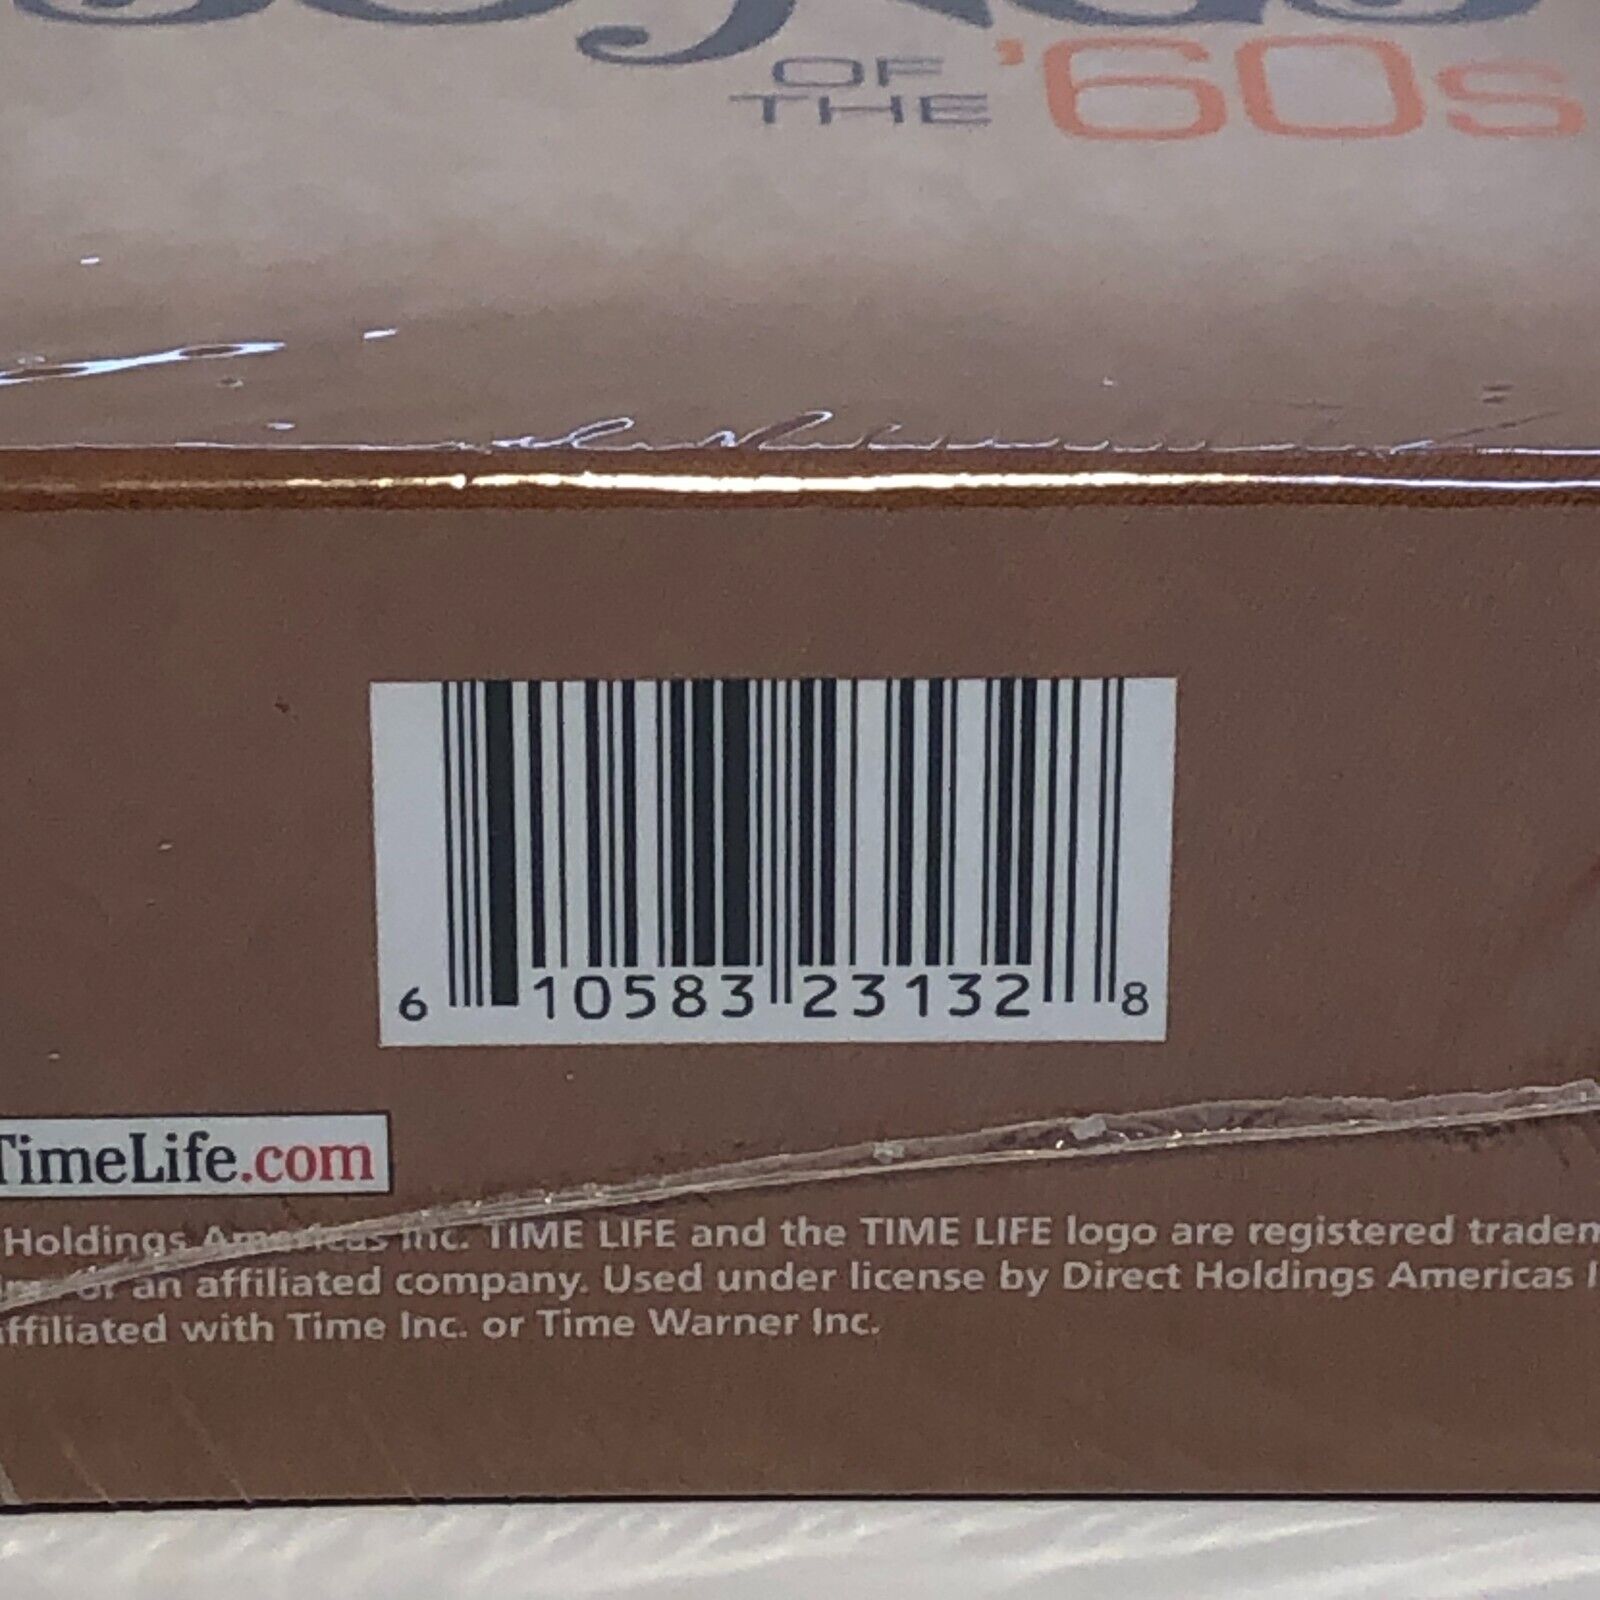 OF
THE '60s
6 10583 23132 8
TimeLife.com
Holdings Americas Inc. TIME LIFE and the TIME LIFE logo are registered
or an affiliated company. Used under license by Direct Holdings Americas
affiliated with Time Inc. or Time Warner Inc.